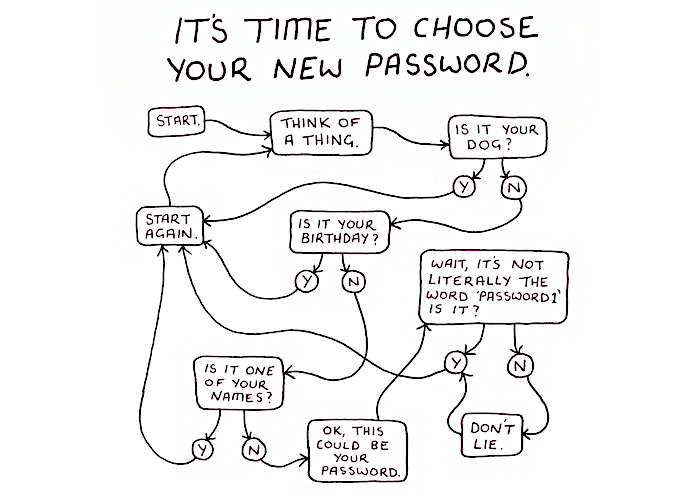 IT'S TIME TO CHOOSE
YOUR NEW PASSWORD.
START.
THINK OF
A THING.
IS IT YOUR
DOG?
Y
N
START
AGAIN.
IS IT YOUR
BIRTHDAY?
Y
N
WAIT, IT'S NOT
LITERALLY THE
WORD 'PASSWORD1'
IS IT?
Y
N
IS IT ONE
OF YOUR
NAMES?
Y
N
OK, THIS
COULD BE
YOUR
PASSWORD.
DON'T
LIE.